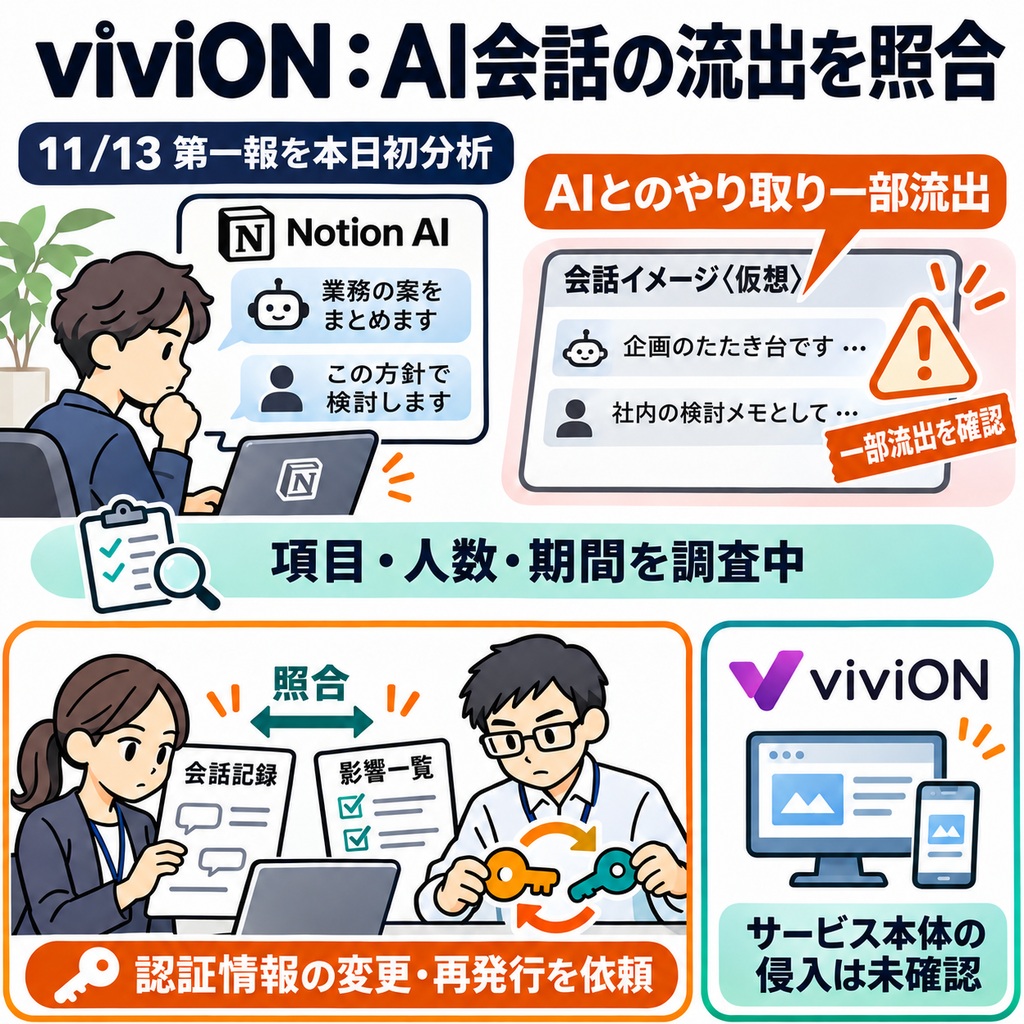 viviON：AI会話の流出を照合
11/13 第一報を本日初分析
AIとのやり取り一部流出
Notion AI
業務の案を
まとめます
この方針で
検討します
会話イメージ〈仮想〉
企画のたたき台です…
社内の検討メモとして…
一部流出を確認
項目・人数・期間を調査中
照合
会話記録
影響一覧
認証情報の変更・再発行を依頼
viviON
サービス本体の
侵入は未確認